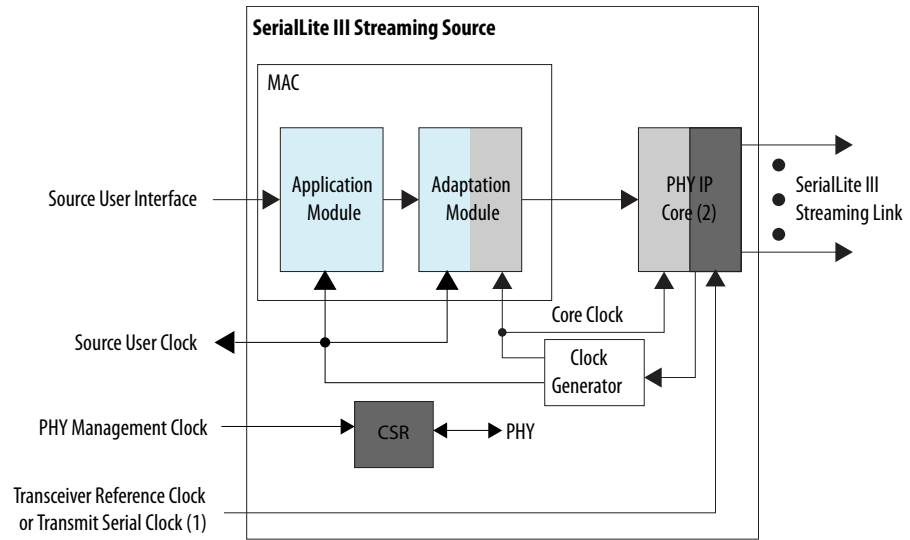 SerialLite III Streaming Source
MAC
Application
Module
Adaptation
Module
PHY IP
Core (2)
Source User Interface
SerialLite III
Streaming Link
Core Clock
Source User Clock
Clock
Generator
PHY Management Clock
CSR
PHY
Transceiver Reference Clock
or Transmit Serial Clock (1)